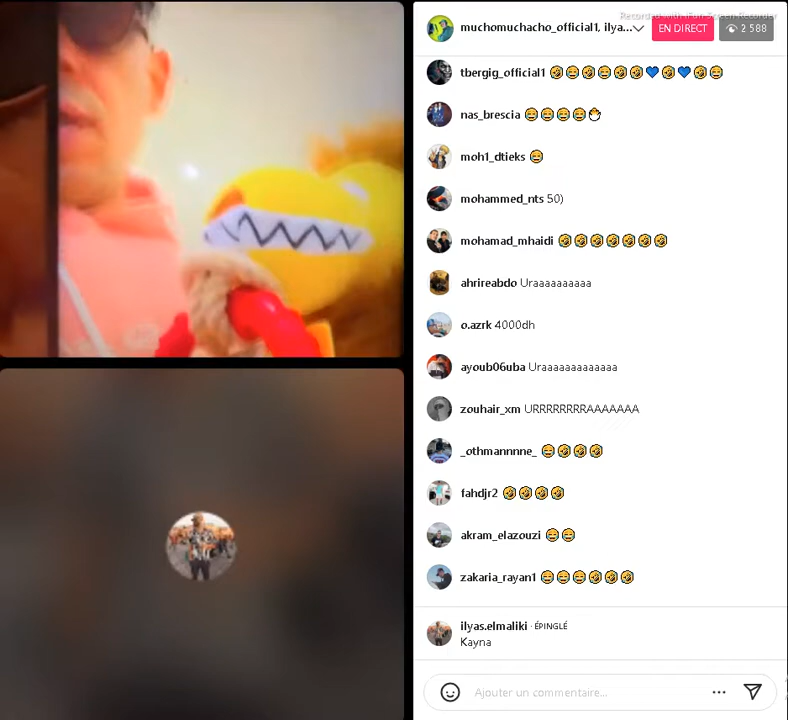 Recorded with iFun Screen Recorder
muchomuchacho_official1, ilya...
EN DIRECT
2 588
tbergig_official1 🤣😂🤣😂🤣🤣💙🤣💙🤣😂
nas_brescia 😂😂😂😂🐣
moh1_dtieks 😂
mohammed_nts 50)
mohamad_mhaidi 🤣🤣🤣🤣🤣🤣🤣
ahrireabdo Uraaaaaaaaaa
o.azrk 4000dh
ayoub06uba Uraaaaaaaaaaaaa
zouhair_xm URRRRRRRRAAAAAAA
_othmannnne_ 😂🤣🤣🤣
fahdjr2 🤣🤣🤣🤣
akram_elazouzi 😂😂
zakaria_rayan1 😂😂😂🤣🤣🤣
ilyas.elmaliki · ÉPINGLÉ
Kayna
Ajouter un commentaire...